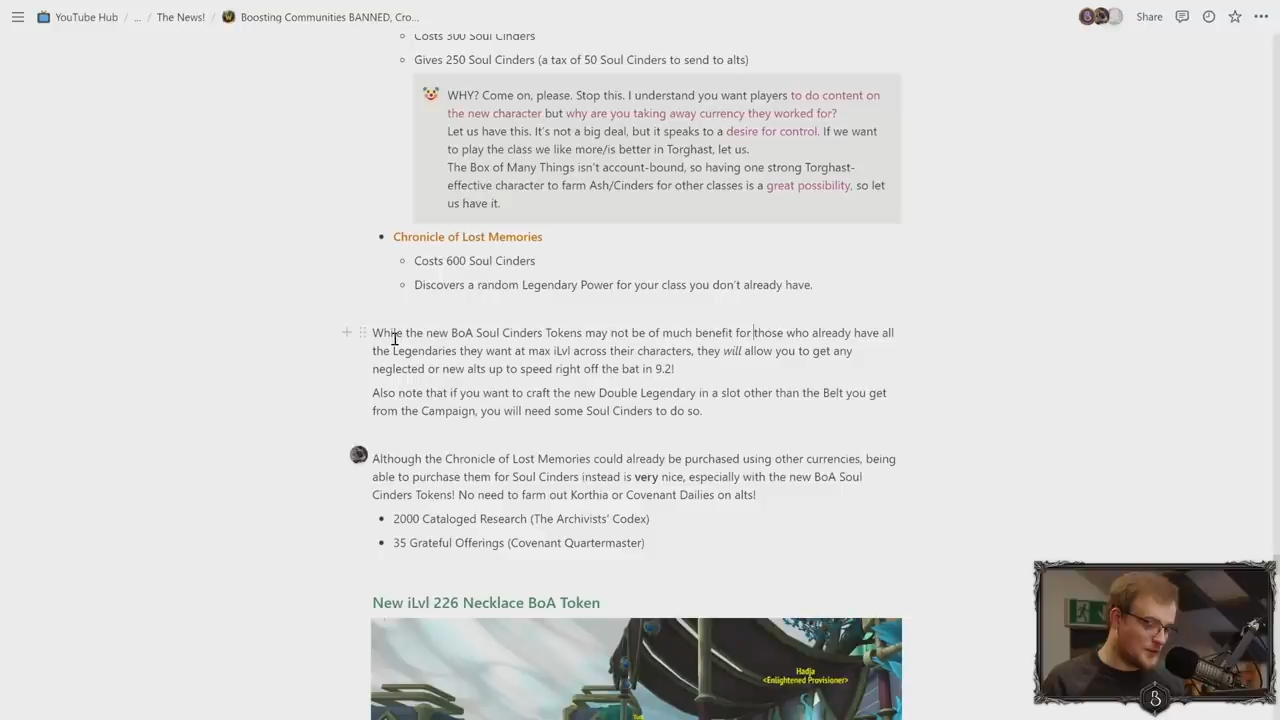 YouTube Hub / ... / The News! / Boosting Communities BANNED, Cro...
Share
Costs 300 Soul Cinders
Gives 250 Soul Cinders (a tax of 50 Soul Cinders to send to alts)
WHY? Come on, please. Stop this. I understand you want players to do content on
the new character but why are you taking away currency they worked for?
Let us have this. It's not a big deal, but it speaks to a desire for control. If we want
to play the class we like more/is better in Torghast, let us.
The Box of Many Things isn't account-bound, so having one strong Torghast-
effective character to farm Ash/Cinders for other classes is a great possibility, so let
us have it.
Chronicle of Lost Memories
Costs 600 Soul Cinders
Discovers a random Legendary Power for your class you don't already have.
While the new BoA Soul Cinders Tokens may not be of much benefit for those who already have all
the Legendaries they want at max iLvl across their characters, they will allow you to get any
neglected or new alts up to speed right off the bat in 9.2!
Also note that if you want to craft the new Double Legendary in a slot other than the Belt you get
from the Campaign, you will need some Soul Cinders to do so.
Although the Chronicle of Lost Memories could already be purchased using other currencies, being
able to purchase them for Soul Cinders instead is very nice, especially with the new BoA Soul
Cinders Tokens! No need to farm out Korthia or Covenant Dailies on alts!
2000 Cataloged Research (The Archivists' Codex)
35 Grateful Offerings (Covenant Quartermaster)
New iLvl 226 Necklace BoA Token
Hadja
<Enlightened Provisioner>
B